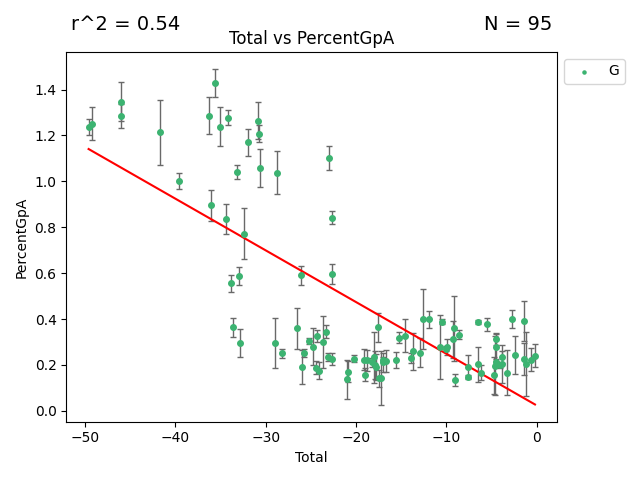 r^2 = 0.54
N = 95
Total vs PercentGpA
G
1.4
1.2
1.0
0.8
0.6
0.4
0.2
0.0
PercentGpA
−50 −40 −30 −20 −10 0
Total